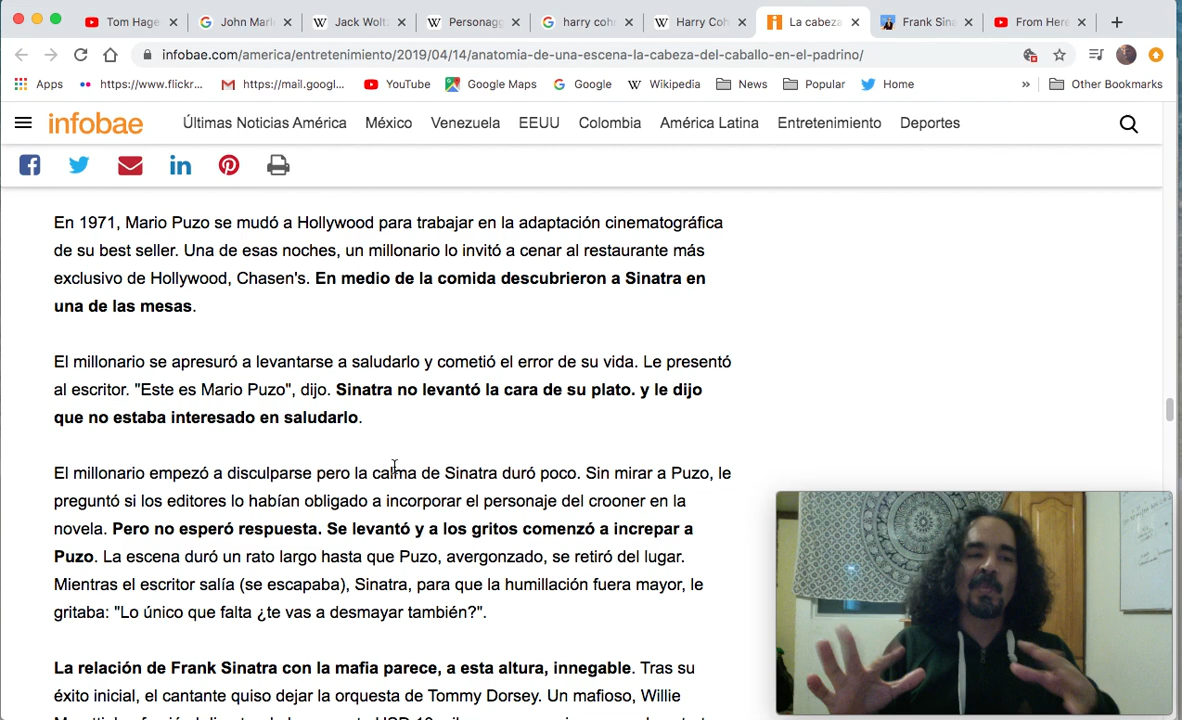 Tom Hage
John Marl
Jack Woltz
Personagg
harry coho
Harry Coh
La cabeza
Frank Sina
From Here
infobae.com/america/entretenimiento/2019/04/14/anatomia-de-una-escena-la-cabeza-del-caballo-en-el-padrino/
Apps
https://www.flickr...
https://mail.googl...
YouTube
Google Maps
Google
Wikipedia
News
Popular
Home
»
Other Bookmarks
infobae
Últimas Noticias América
México
Venezuela
EEUU
Colombia
América Latina
Entretenimiento
Deportes
En 1971, Mario Puzo se mudó a Hollywood para trabajar en la adaptación cinematográfica
de su best seller. Una de esas noches, un millonario lo invitó a cenar al restaurante más
exclusivo de Hollywood, Chasen's. En medio de la comida descubrieron a Sinatra en
una de las mesas.
El millonario se apresuró a levantarse a saludarlo y cometió el error de su vida. Le presentó
al escritor. "Este es Mario Puzo", dijo. Sinatra no levantó la cara de su plato. y le dijo
que no estaba interesado en saludarlo.
El millonario empezó a disculparse pero la calma de Sinatra duró poco. Sin mirar a Puzo, le
preguntó si los editores lo habían obligado a incorporar el personaje del crooner en la
novela. Pero no esperó respuesta. Se levantó y a los gritos comenzó a increpar a
Puzo. La escena duró un rato largo hasta que Puzo, avergonzado, se retiró del lugar.
Mientras el escritor salía (se escapaba), Sinatra, para que la humillación fuera mayor, le
gritaba: "Lo único que falta ¿te vas a desmayar también?".
La relación de Frank Sinatra con la mafia parece, a esta altura, innegable. Tras su
éxito inicial, el cantante quiso dejar la orquesta de Tommy Dorsey. Un mafioso, Willie